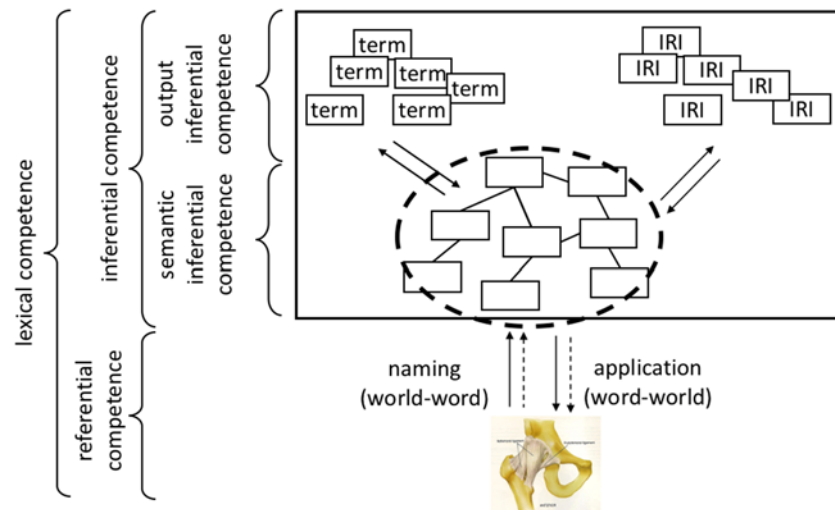 lexical competence
inferential competence
output
inferential
competence
semantic
inferential
competence
referential
competence
term
term
term
term
term
term
IRI
IRI
IRI
IRI
IRI
IRI
naming
(world-word)
application
(word-world)